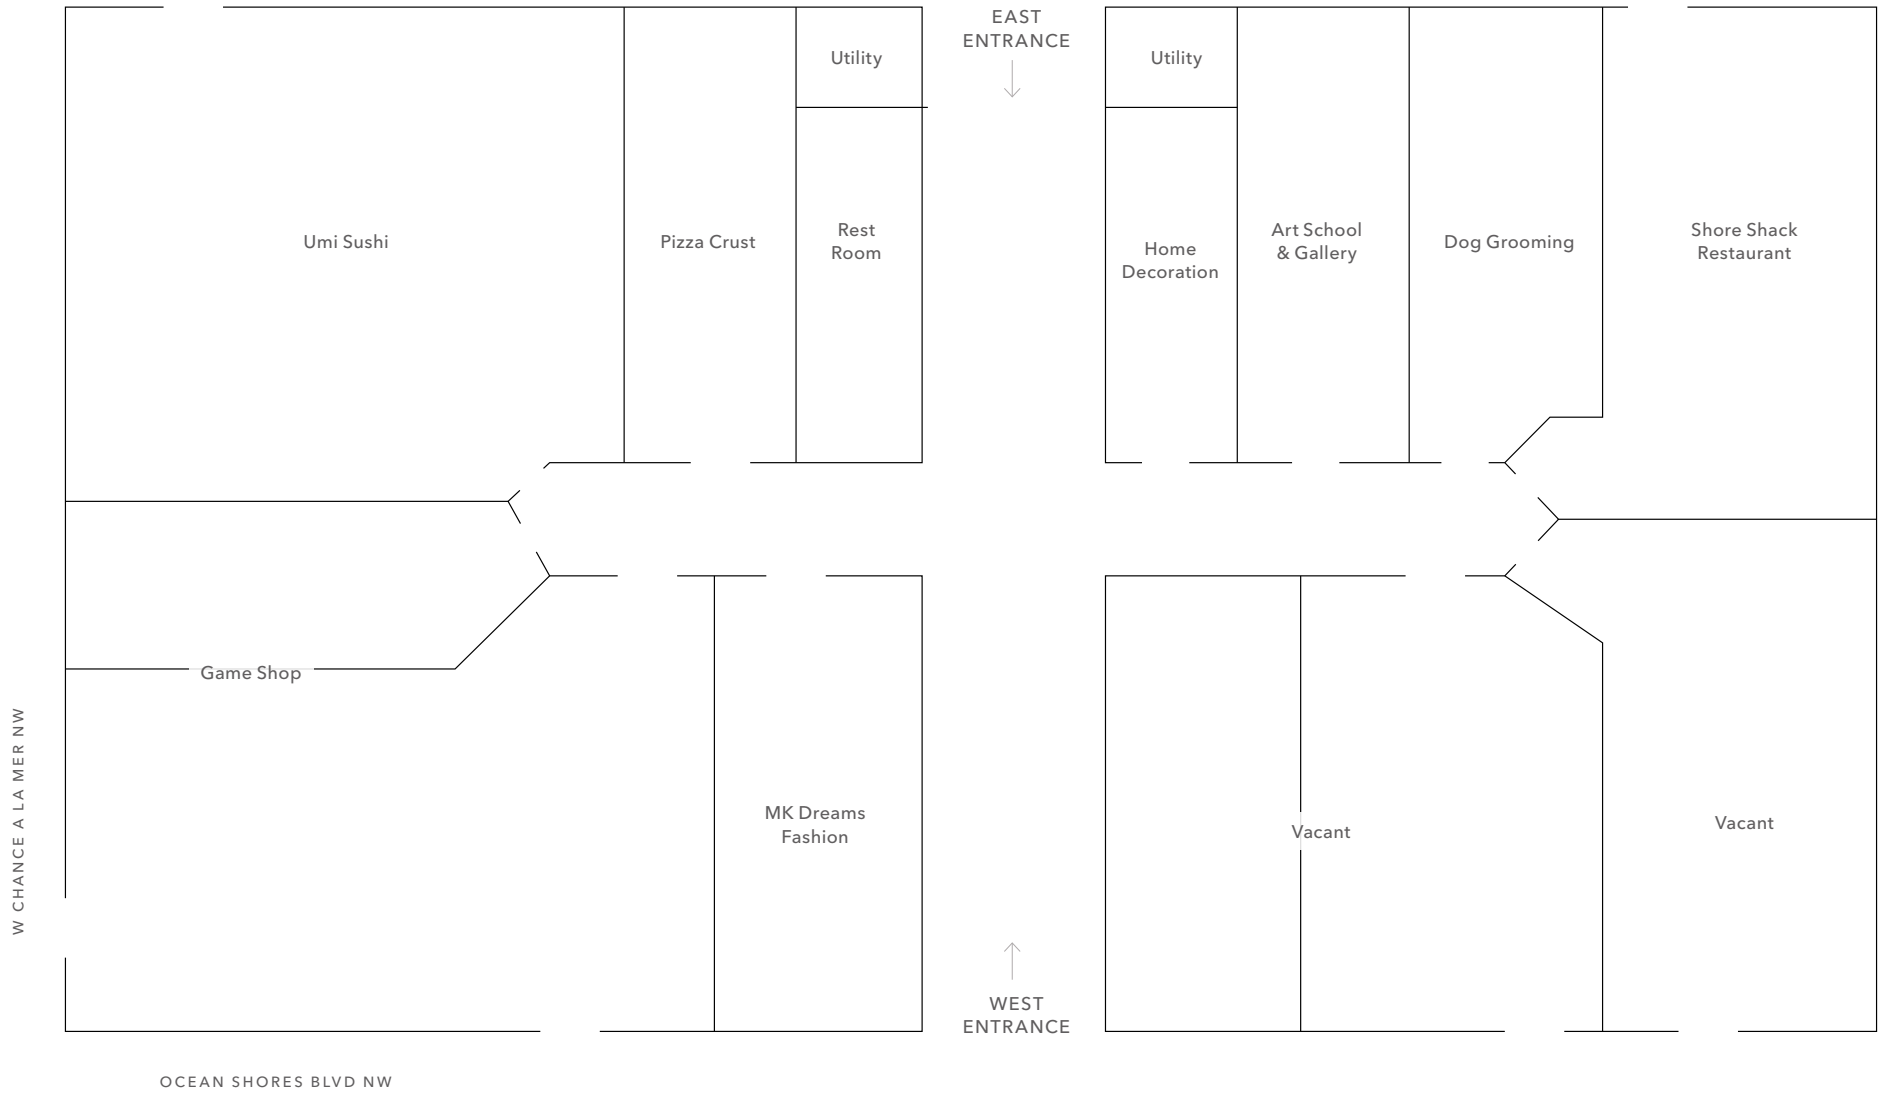 EAST
ENTRANCE
Utility
Utility
Umi Sushi
Pizza Crust
Rest
Room
Home
Decoration
Art School
& Gallery
Dog Grooming
Shore Shack
Restaurant
Game Shop
MK Dreams
Fashion
Vacant
Vacant
W CHANCE A LA MER NW
WEST
ENTRANCE
OCEAN SHORES BLVD NW